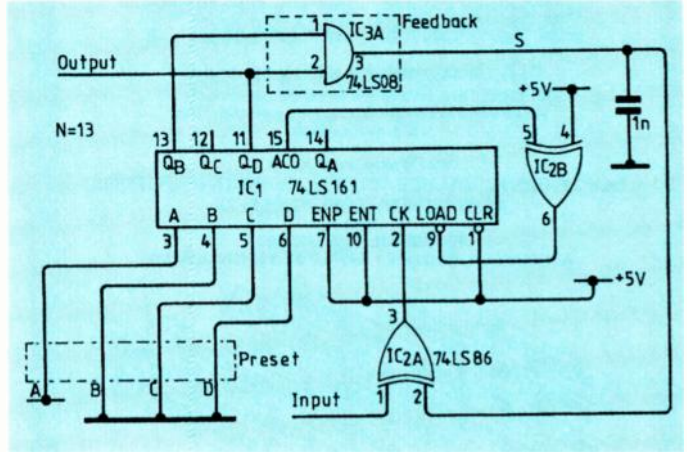 IC3A
Feedback
1
2
3
74LS08
S
Output
+5V
1n
N=13
13 12 11 15 14
5 4
QB QC QD ACO QA
IC2B
IC1 74LS161
A B C D ENP ENT CK LOAD CLR
6
3 4 5 6 7 10 2 9 1
+5V
3
Preset
IC2A 74LS86
A B C D
Input
1 2